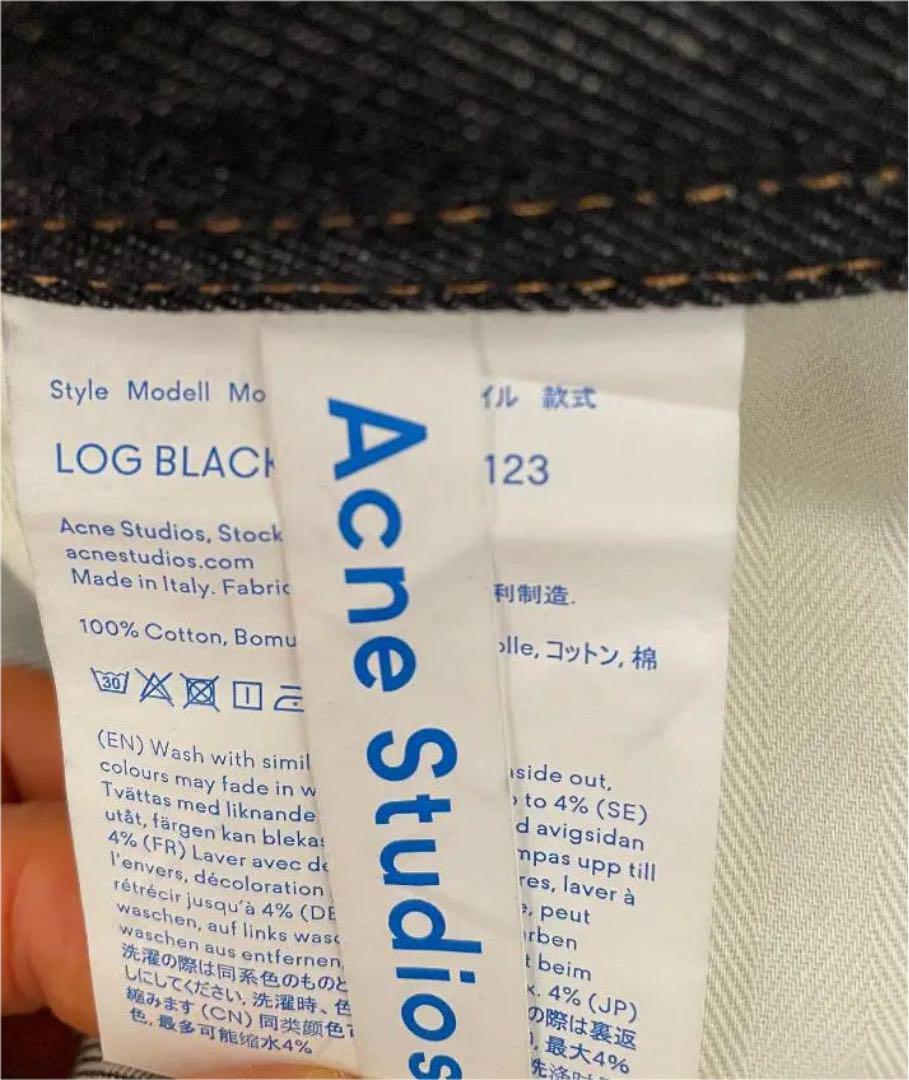 Style Modell Mo
イル 款式
LOG BLACK
123
Acne Studios, Stock
acnestudios.com
Made in Italy. Fabric
利制造.
100% Cotton, Bomu
olle, コットン, 棉
30
(EN) Wash with simil
side out,
colours may fade in w
to 4% (SE)
Tvättas med liknande
d avigsidan
utåt, färgen kan bleka
mpas upp till
4% (FR) Laver avec de
res, laver à
l'envers, décoloration
, peut
rétrécir jusqu'à 4% (DE
rben
waschen, auf links wasc
t beim
waschen aus entfernen
x. 4% (JP)
洗濯の際は同系色のものと
の際は裏返
しにしてください, 洗濯時、色
, 最大4%
縮みます (CN) 同类颜色
色, 最多可能缩水4%
Acne Studios